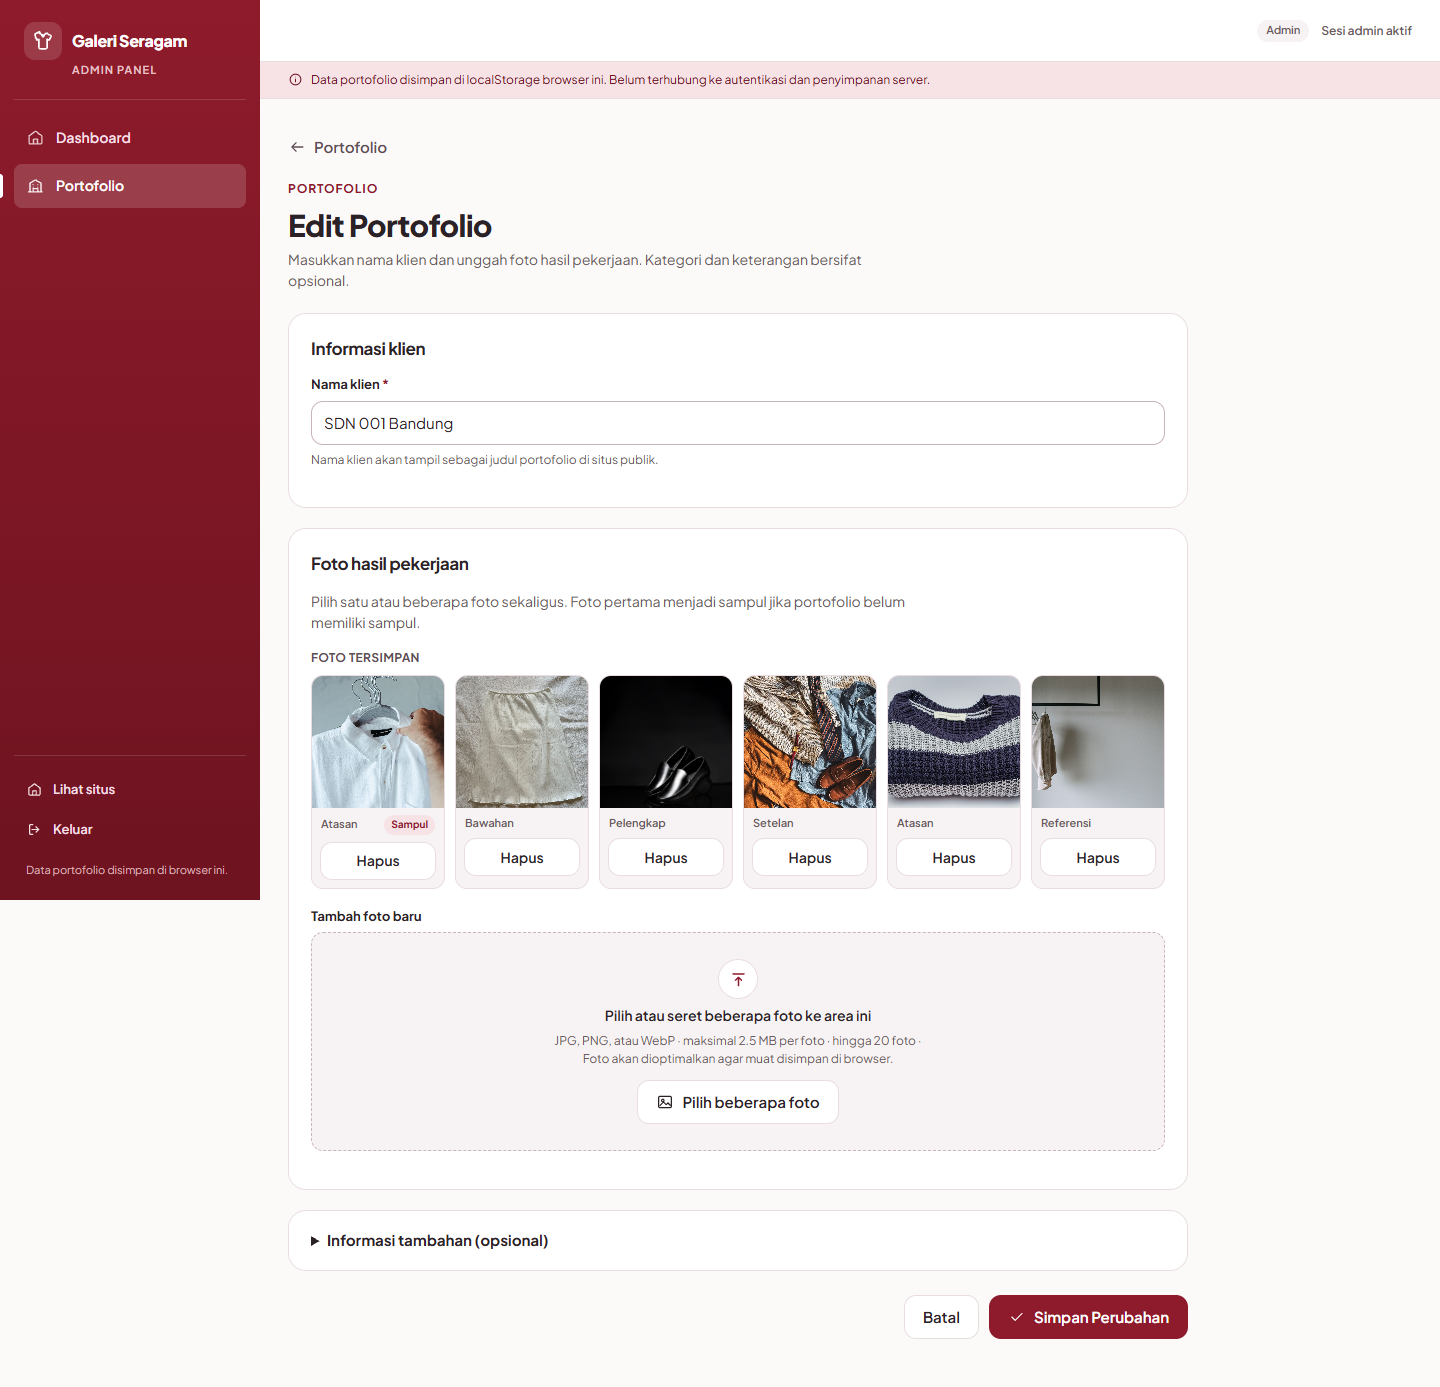 Galeri Seragam
ADMIN PANEL
Dashboard
Portofolio
Lihat situs
Keluar
Data portofolio disimpan di browser ini.
Admin
Sesi admin aktif
Data portofolio disimpan di localStorage browser ini. Belum terhubung ke autentikasi dan penyimpanan server.
Portofolio
PORTOFOLIO
Edit Portofolio
Masukkan nama klien dan unggah foto hasil pekerjaan. Kategori dan keterangan bersifat
opsional.
Informasi klien
Nama klien *
SDN 001 Bandung
Nama klien akan tampil sebagai judul portofolio di situs publik.
Foto hasil pekerjaan
Pilih satu atau beberapa foto sekaligus. Foto pertama menjadi sampul jika portofolio belum
memiliki sampul.
FOTO TERSIMPAN
Atasan
Sampul
Hapus
Bawahan
Hapus
Pelengkap
Hapus
Setelan
Hapus
Atasan
Hapus
Referensi
Hapus
Tambah foto baru
Pilih atau seret beberapa foto ke area ini
JPG, PNG, atau WebP · maksimal 2.5 MB per foto · hingga 20 foto ·
Foto akan dioptimalkan agar muat disimpan di browser.
Pilih beberapa foto
Informasi tambahan (opsional)
Batal
Simpan Perubahan